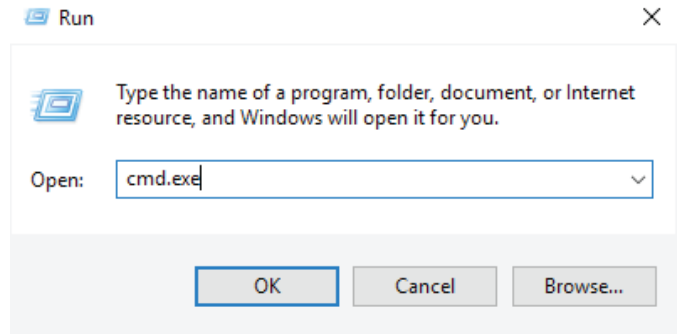 Run
Type the name of a program, folder, document, or Internet
resource, and Windows will open it for you.
Open: cmd.exe
OK Cancel Browse...